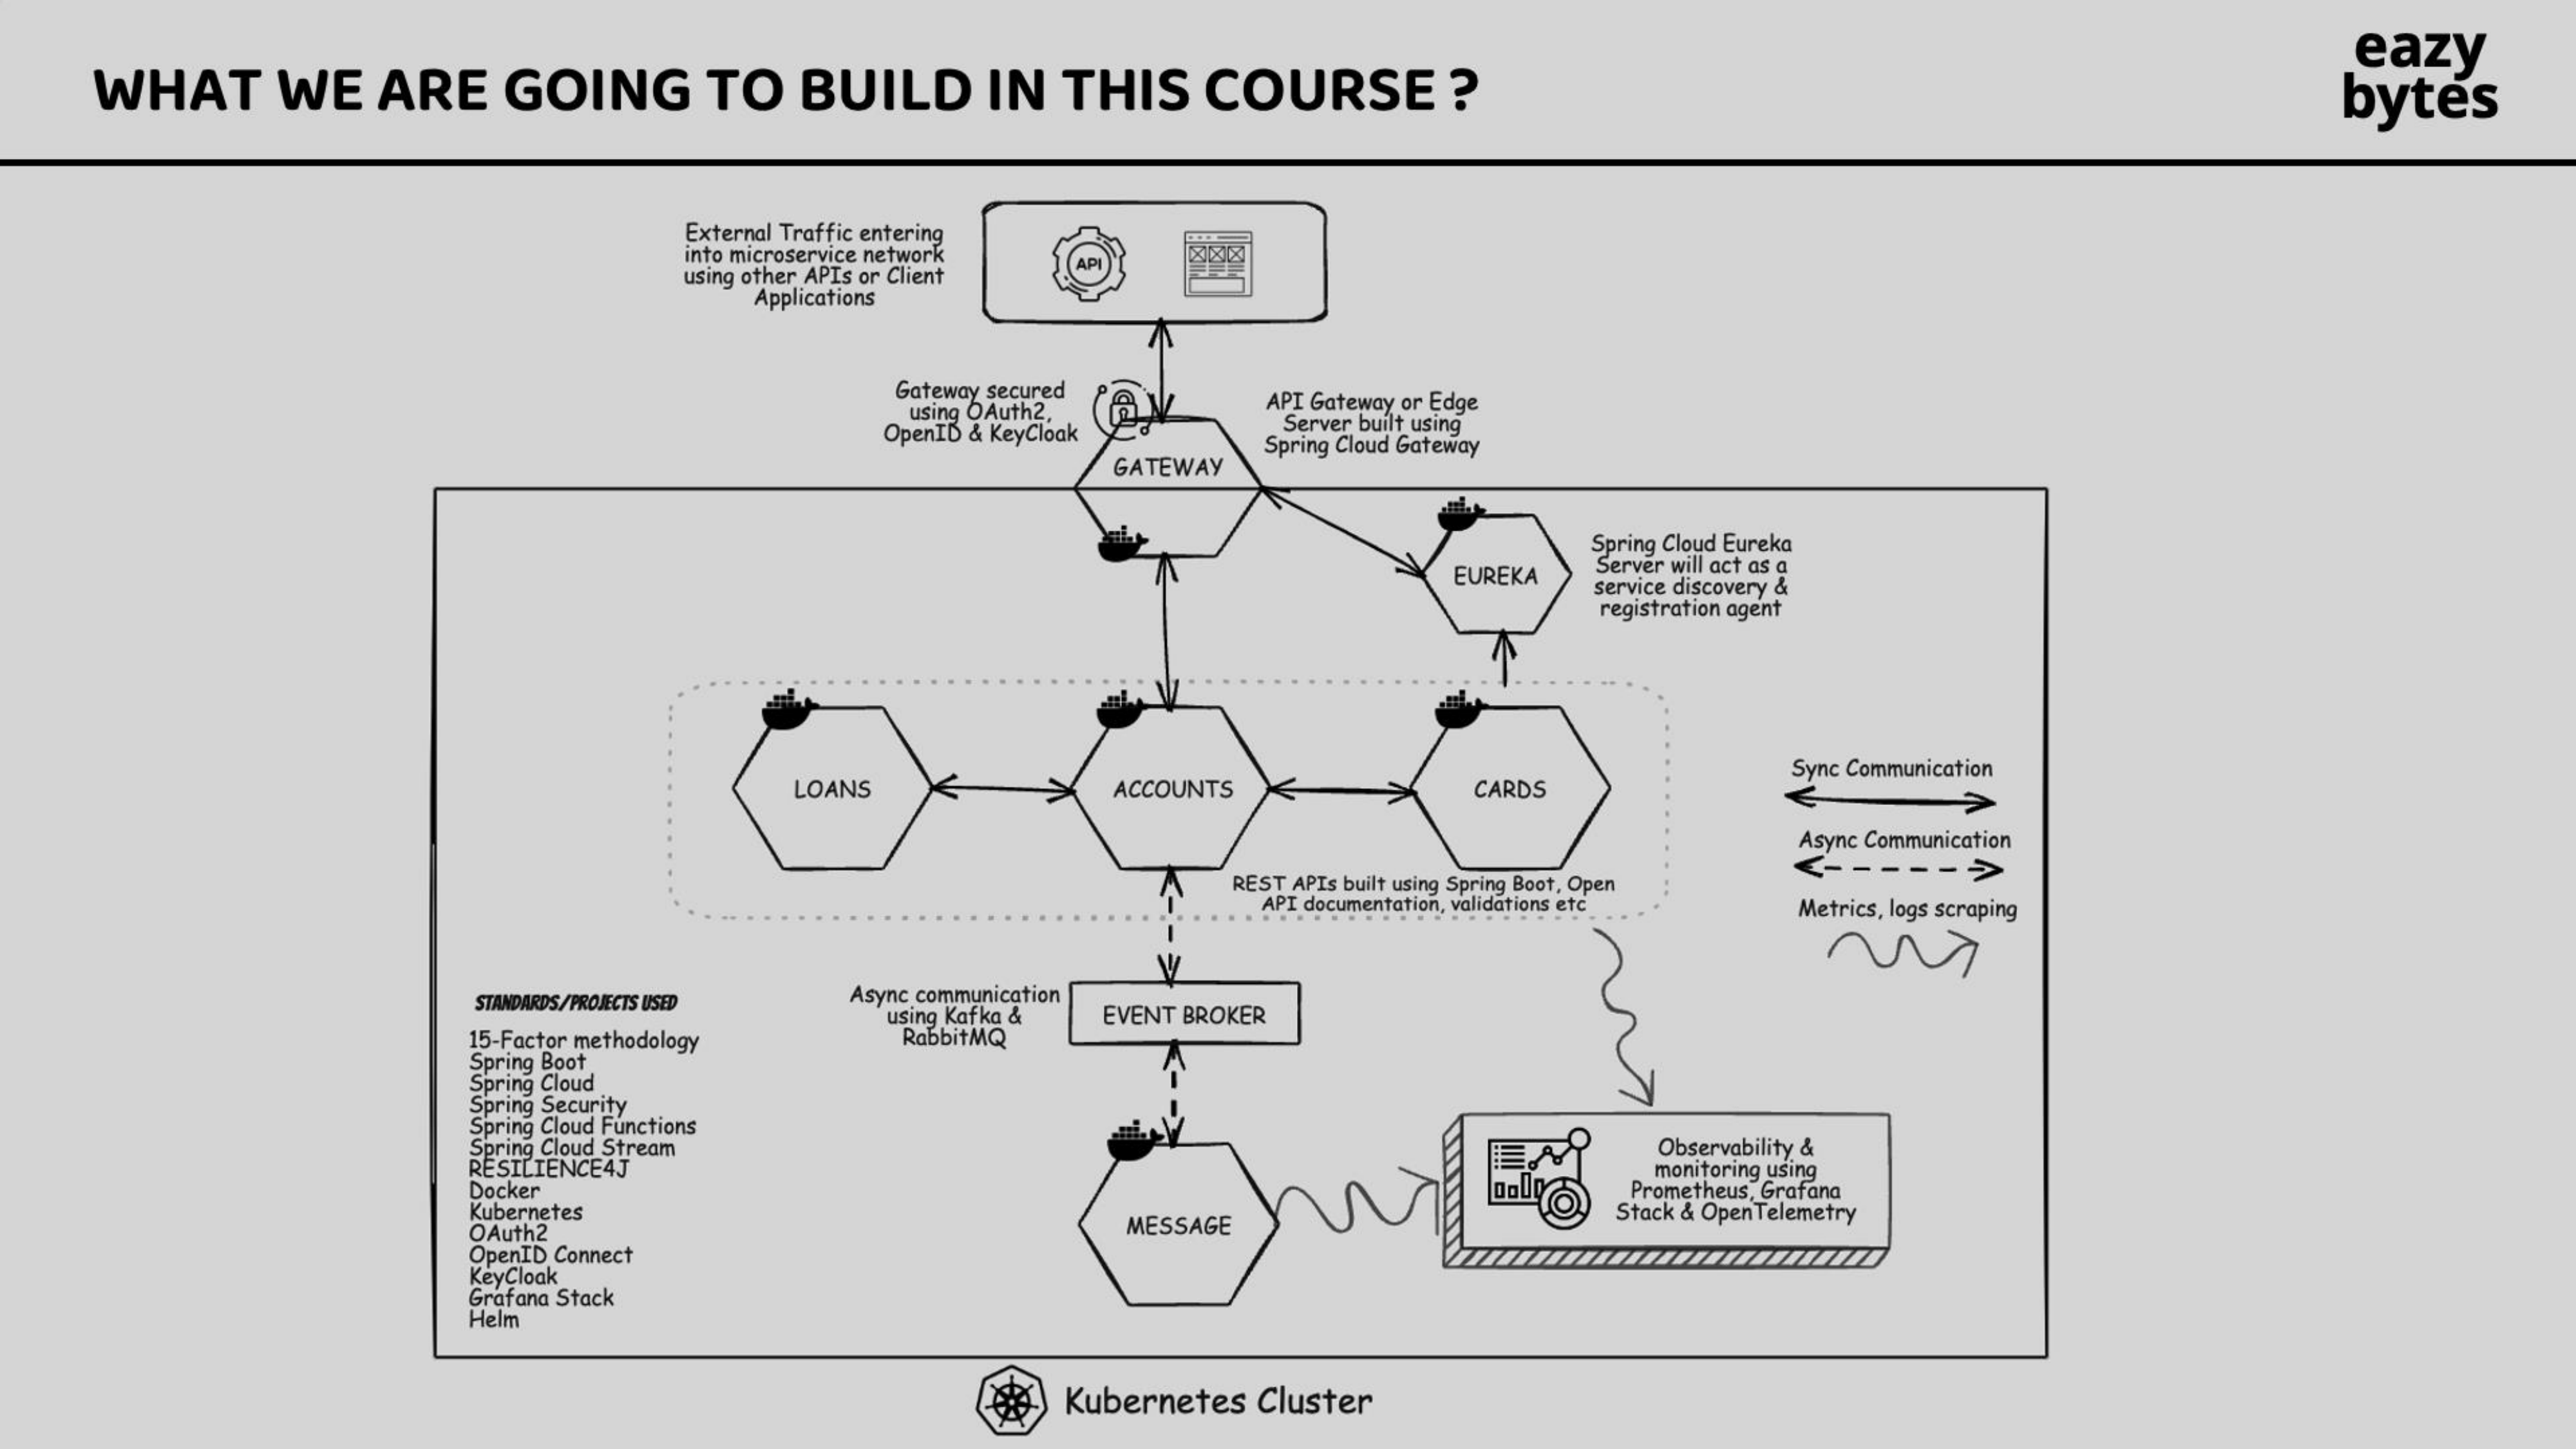 WHAT WE ARE GOING TO BUILD IN THIS COURSE ?
eazy
bytes
External Traffic entering
into microservice network
using other APIs or Client
Applications
API
Gateway secured
using OAuth2,
OpenID & KeyCloak
API Gateway or Edge
Server built using
Spring Cloud Gateway
GATEWAY
EUREKA
Spring Cloud Eureka
Server will act as a
service discovery &
registration agent
LOANS
ACCOUNTS
CARDS
REST APIs built using Spring Boot, Open
API documentation, validations etc
Sync Communication
Async Communication
Metrics, logs scraping
Async communication
using Kafka &
RabbitMQ
EVENT BROKER
STANDARDS/PROJECTS USED
15-Factor methodology
Spring Boot
Spring Cloud
Spring Security
Spring Cloud Functions
Spring Cloud Stream
RESILIENCE4J
Docker
Kubernetes
OAuth2
OpenID Connect
KeyCloak
Grafana Stack
Helm
MESSAGE
Observability &
monitoring using
Prometheus, Grafana
Stack & OpenTelemetry
Kubernetes Cluster